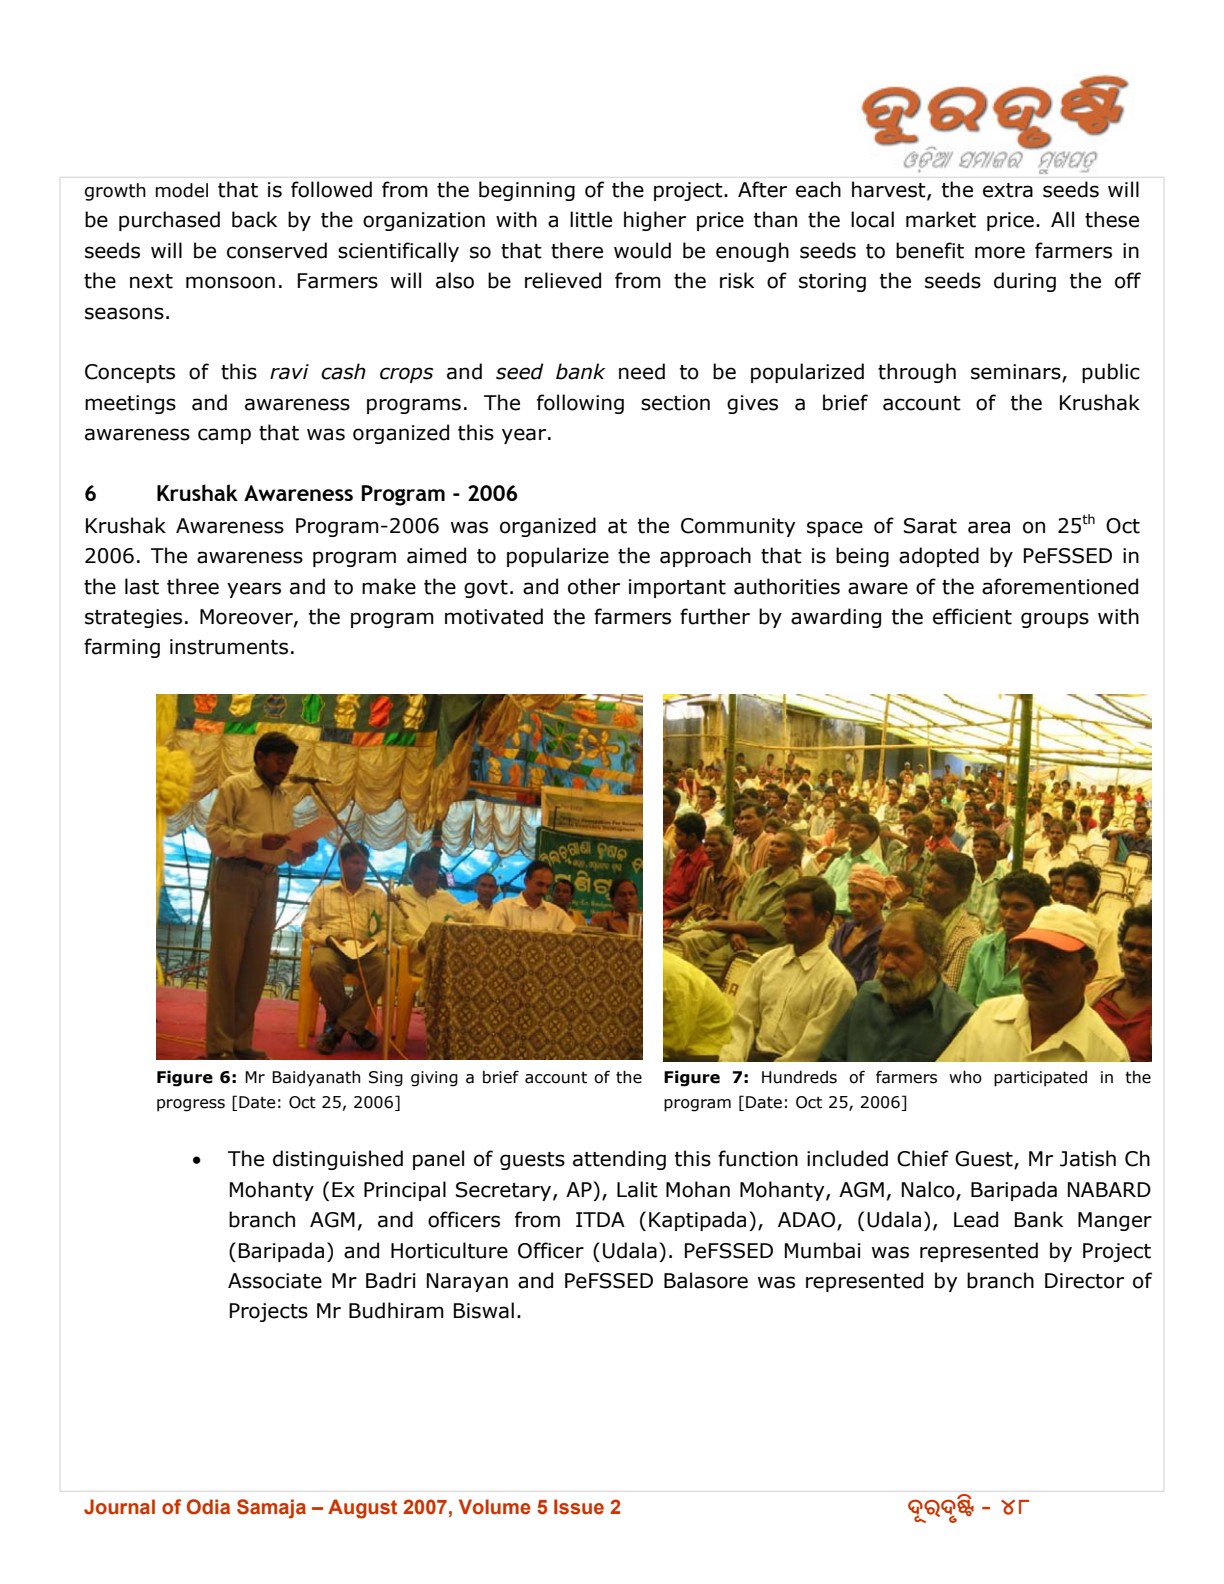 ଦୁରଦୃଷ୍ଟି
ଓଡ଼ିଆ ସମାଜର ମୁଖପତ୍ର
growth model that is followed from the beginning of the project. After each harvest, the extra seeds will
be purchased back by the organization with a little higher price than the local market price. All these
seeds will be conserved scientifically so that there would be enough seeds to benefit more farmers in
the next monsoon. Farmers will also be relieved from the risk of storing the seeds during the off
seasons.
Concepts of this ravi cash crops and seed bank need to be popularized through seminars, public
meetings and awareness programs. The following section gives a brief account of the Krushak
awareness camp that was organized this year.
6 Krushak Awareness Program - 2006
Krushak Awareness Program-2006 was organized at the Community space of Sarat area on 25th Oct
2006. The awareness program aimed to popularize the approach that is being adopted by PeFSSED in
the last three years and to make the govt. and other important authorities aware of the aforementioned
strategies. Moreover, the program motivated the farmers further by awarding the efficient groups with
farming instruments.
Figure 6: Mr Baidyanath Sing giving a brief account of the
progress [Date: Oct 25, 2006]
Figure 7: Hundreds of farmers who participated in the
program [Date: Oct 25, 2006]
• The distinguished panel of guests attending this function included Chief Guest, Mr Jatish Ch
Mohanty (Ex Principal Secretary, AP), Lalit Mohan Mohanty, AGM, Nalco, Baripada NABARD
branch AGM, and officers from ITDA (Kaptipada), ADAO, (Udala), Lead Bank Manger
(Baripada) and Horticulture Officer (Udala). PeFSSED Mumbai was represented by Project
Associate Mr Badri Narayan and PeFSSED Balasore was represented by branch Director of
Projects Mr Budhiram Biswal.
Journal of Odia Samaja – August 2007, Volume 5 Issue 2 ଦୂରଦୃଷ୍ଟି - ୪୮